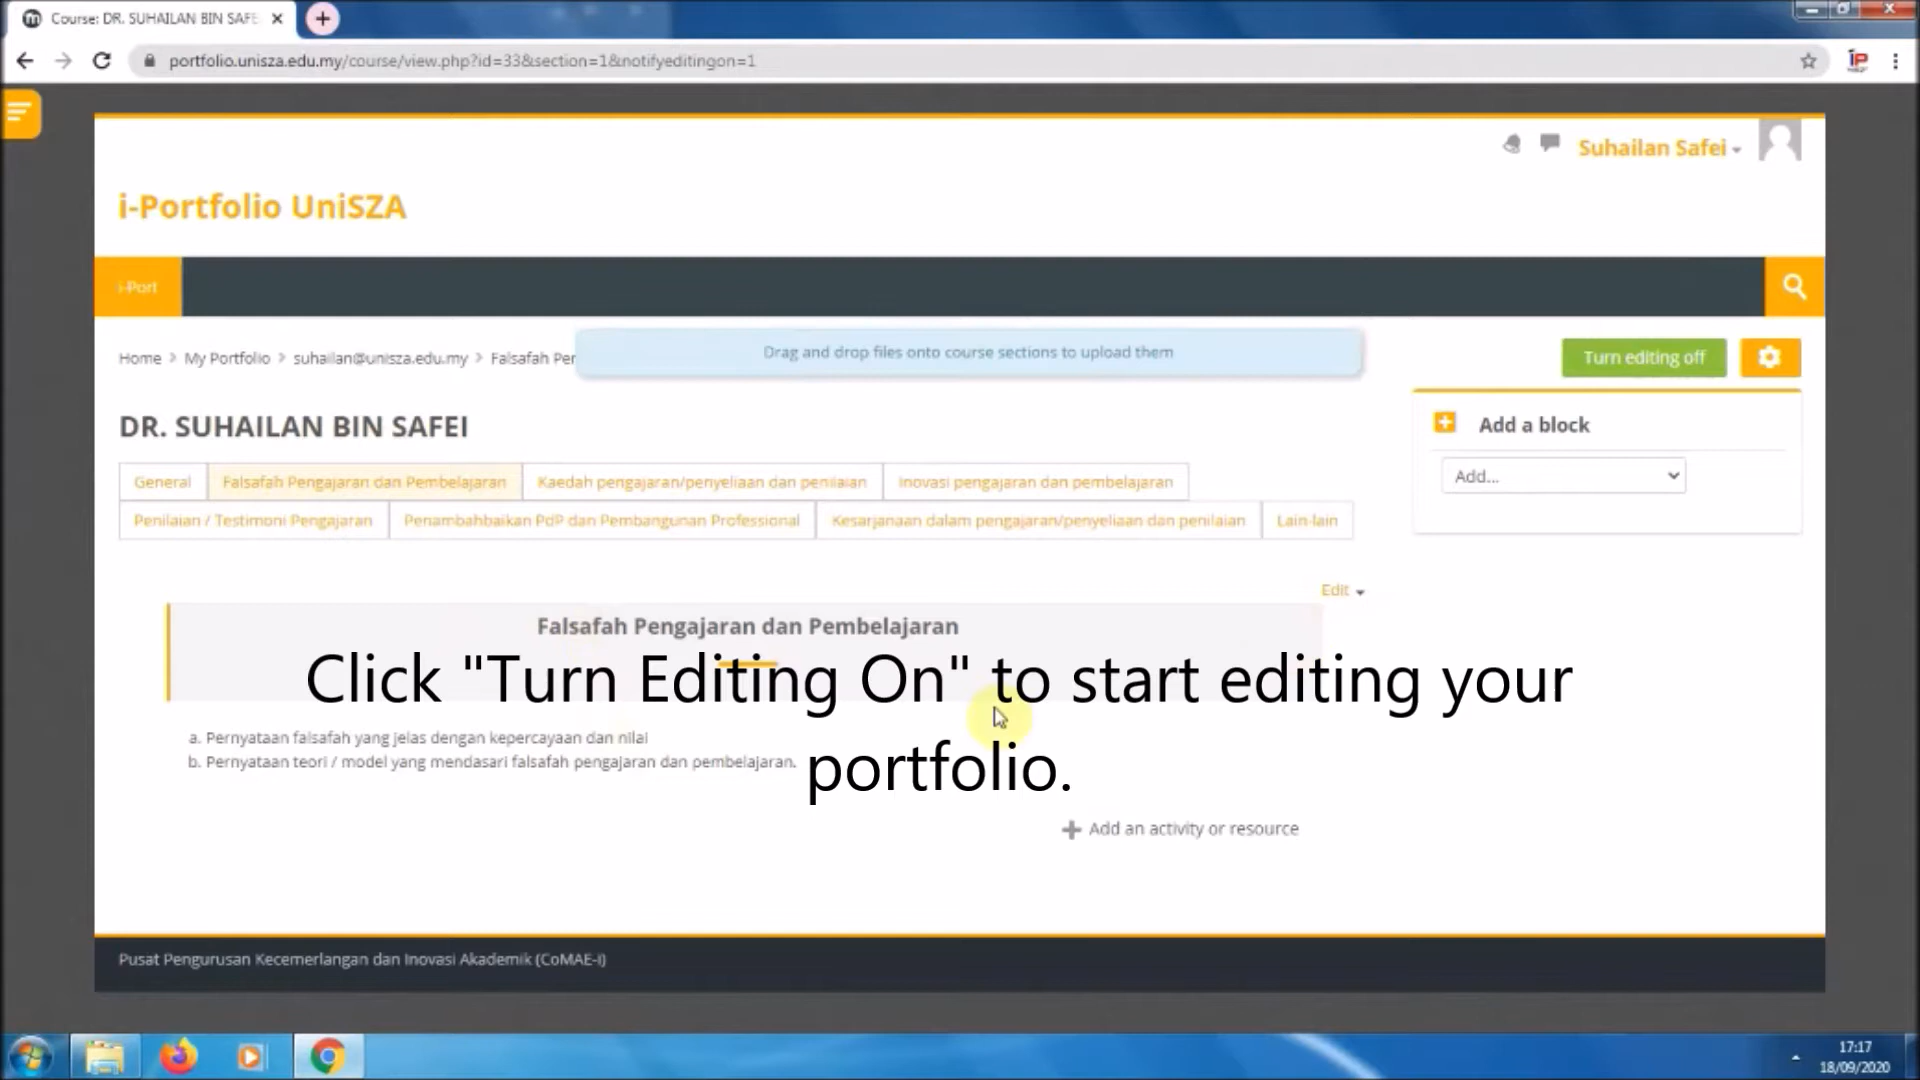 Course: DR. SUHAILAN BIN SAFE
portfolio.unisza.edu.my/course/view.php?id=33&section=1&notifyeditingon=1
Suhailan Safei
i-Portfolio UniSZA
i-Port
Home > My Portfolio > suhailan@unisza.edu.my > Falsafah Per
Drag and drop files onto course sections to upload them
Turn editing off
DR. SUHAILAN BIN SAFEI
Add a block
Add...
General Falsafah Pengajaran dan Pembelajaran Kaedah pengajaran/penyeliaan dan penilaian Inovasi pengajaran dan pembelajaran
Penilaian / Testimoni Pengajaran Penambahbaikan PdP dan Pembangunan Professional Kesarjanaan dalam pengajaran/penyeliaan dan penilaian Lain-lain
Edit
Falsafah Pengajaran dan Pembelajaran
Click "Turn Editing On" to start editing your
portfolio.
a. Pernyataan falsafah yang jelas dengan kepercayaan dan nilai
b. Pernyataan teori / model yang mendasari falsafah pengajaran dan pembelajaran.
Add an activity or resource
Pusat Pengurusan Kecemerlangan dan Inovasi Akademik (CoMAE-i)
17:17
18/09/2020